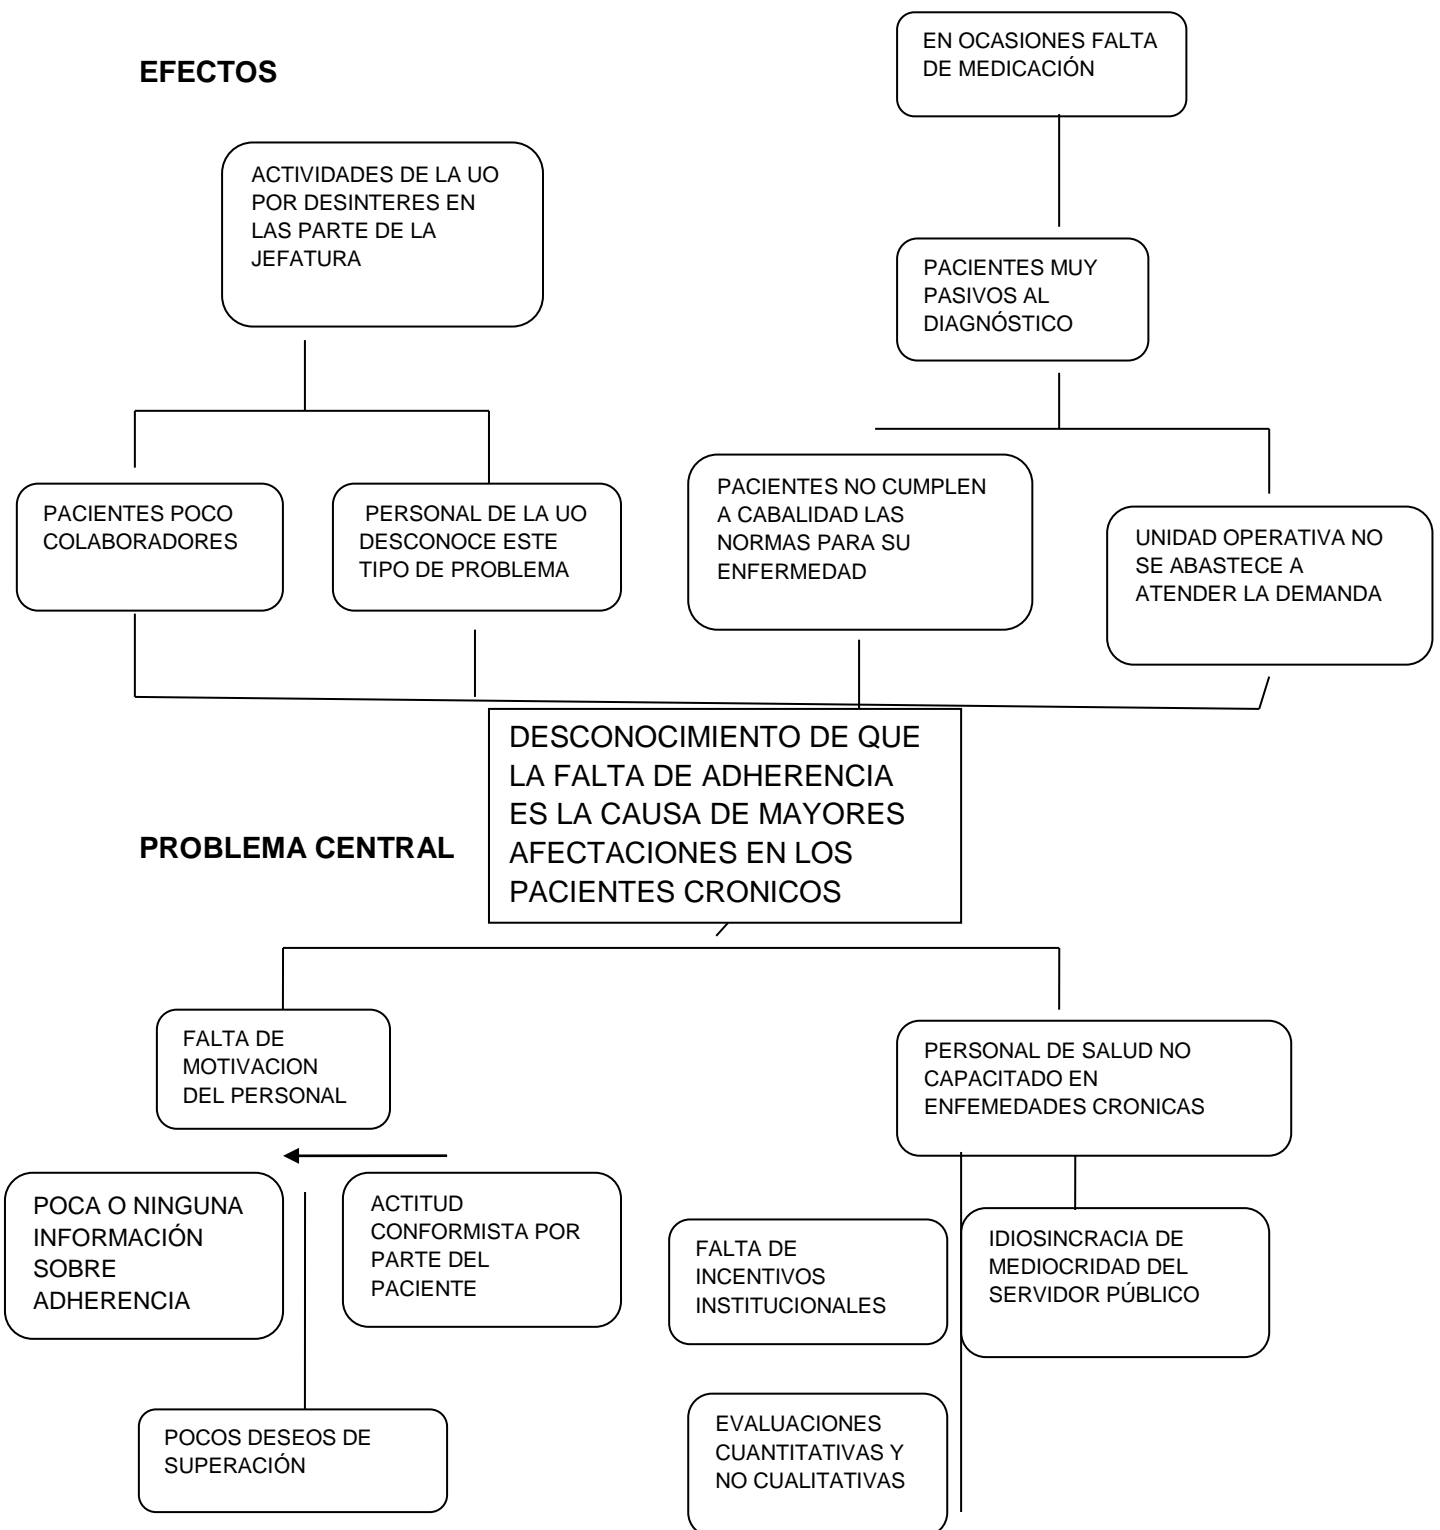 EN OCASIONES FALTA
DE MEDICACIÓN
EFECTOS
ACTIVIDADES DE LA UO
POR DESINTERES EN
LAS PARTE DE LA
JEFATURA
PACIENTES MUY
PASIVOS AL
DIAGNÓSTICO
PACIENTES POCO
COLABORADORES
PERSONAL DE LA UO
DESCONOCE ESTE
TIPO DE PROBLEMA
PACIENTES NO CUMPLEN
A CABALIDAD LAS
NORMAS PARA SU
ENFERMEDAD
UNIDAD OPERATIVA NO
SE ABASTECE A
ATENDER LA DEMANDA
DESCONOCIMIENTO DE QUE
LA FALTA DE ADHERENCIA
ES LA CAUSA DE MAYORES
AFECTACIONES EN LOS
PACIENTES CRONICOS
PROBLEMA CENTRAL
FALTA DE
MOTIVACION
DEL PERSONAL
PERSONAL DE SALUD NO
CAPACITADO EN
ENFEMEDADES CRONICAS
POCA O NINGUNA
INFORMACIÓN
SOBRE
ADHERENCIA
ACTITUD
CONFORMISTA POR
PARTE DEL
PACIENTE
FALTA DE
INCENTIVOS
INSTITUCIONALES
IDIOSINCRACIA DE
MEDIOCRIDAD DEL
SERVIDOR PÚBLICO
POCOS DESEOS DE
SUPERACIÓN
EVALUACIONES
CUANTITATIVAS Y
NO CUALITATIVAS